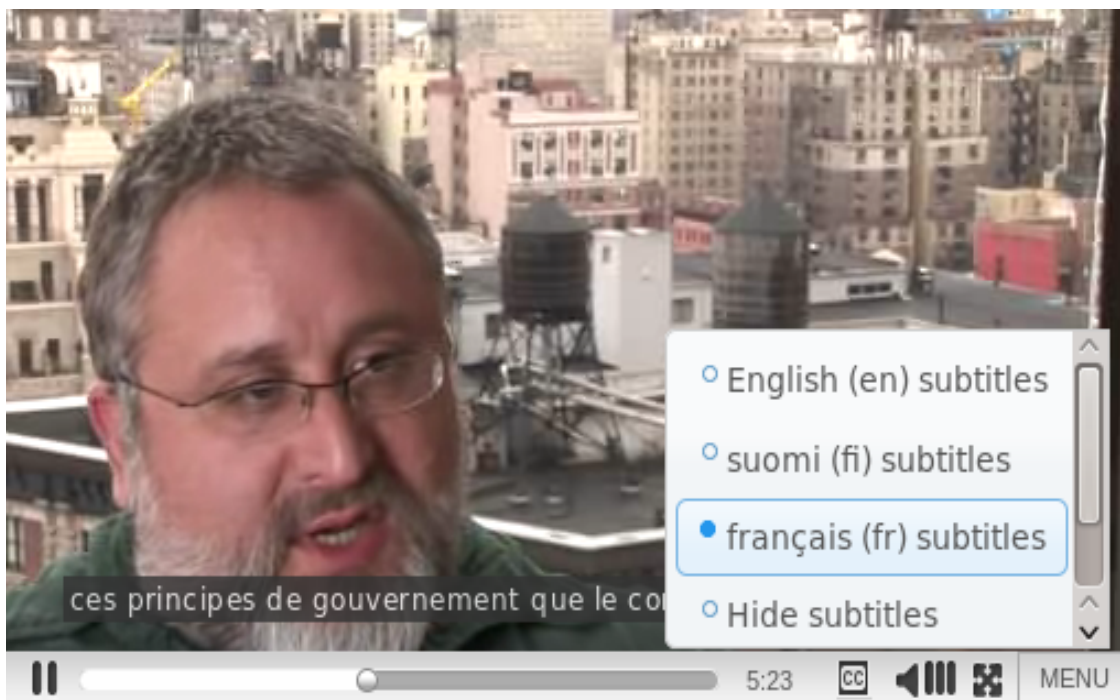 English (en) subtitles
suomi (fi) subtitles
français (fr) subtitles
ces principes de gouvernement que le
Hide subtitles
5:23
CC
MENU